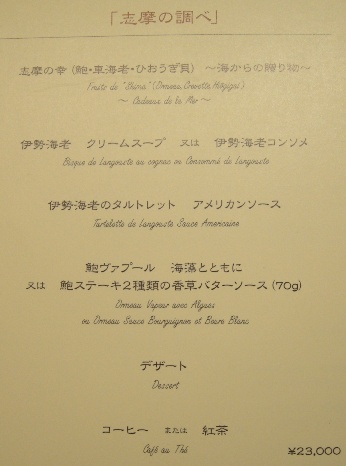 「志摩の調べ」
志摩の幸（鮑・車海老・ひおうぎ貝）　～海からの贈り物～
Fruits de "Shima" (Ormeau, Crevette, Hiôgigai)
～ Cadeaux de la Mer ～
伊勢海老　クリームスープ　又は　伊勢海老コンソメ
Bisque de langouste au cognac ou Consommé de langouste
伊勢海老のタルトレット　アメリカンソース
Tartelette de langouste Sauce Americaine
鮑ヴァプール　海藻とともに
又は　鮑ステーキ2種類の香草バターソース (70g)
Ormeau Vapeur avec Algues
ou Ormeau Sauce Bourguignon et Beurre Blanc
デザート
Dessert
コーヒー　または　紅茶
Café ou Thé
¥23,000